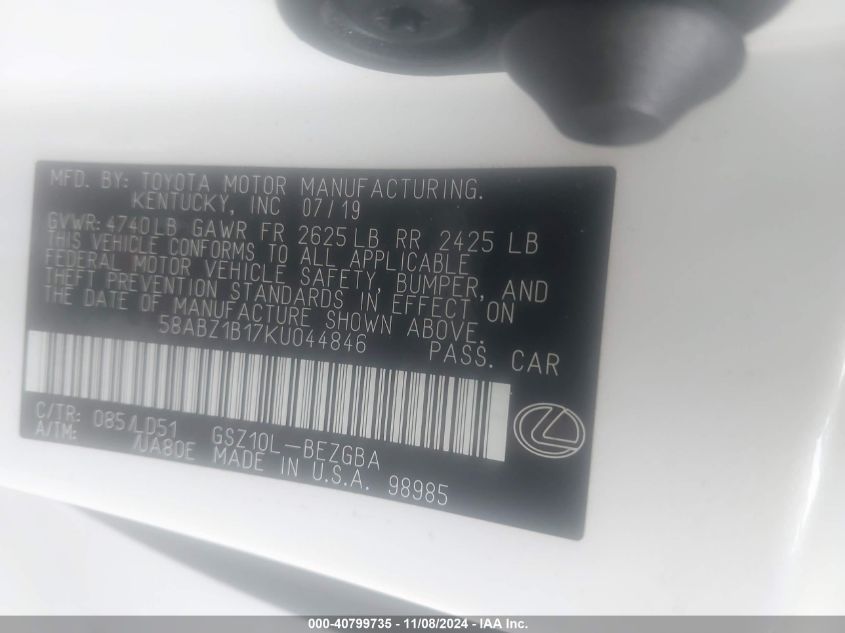 MFD. BY: TOYOTA MOTOR MANUFACTURING.
KENTUCKY, INC 07/19
GVWR: 4740LB GAWR FR 2625 LB RR 2425 LB
THIS VEHICLE CONFORMS TO ALL APPLICABLE
FEDERAL MOTOR VEHICLE SAFETY, BUMPER, AND
THEFT PREVENTION STANDARDS IN EFFECT ON
THE DATE OF MANUFACTURE SHOWN ABOVE.
58ABZ1B17KU044846 PASS. CAR
C/TR: 085/LD51 GSZ10L-BEZGBA
A/TM: /UA80E MADE IN U.S.A. 98985
000-40799735 - 11/08/2024 - IAA Inc.